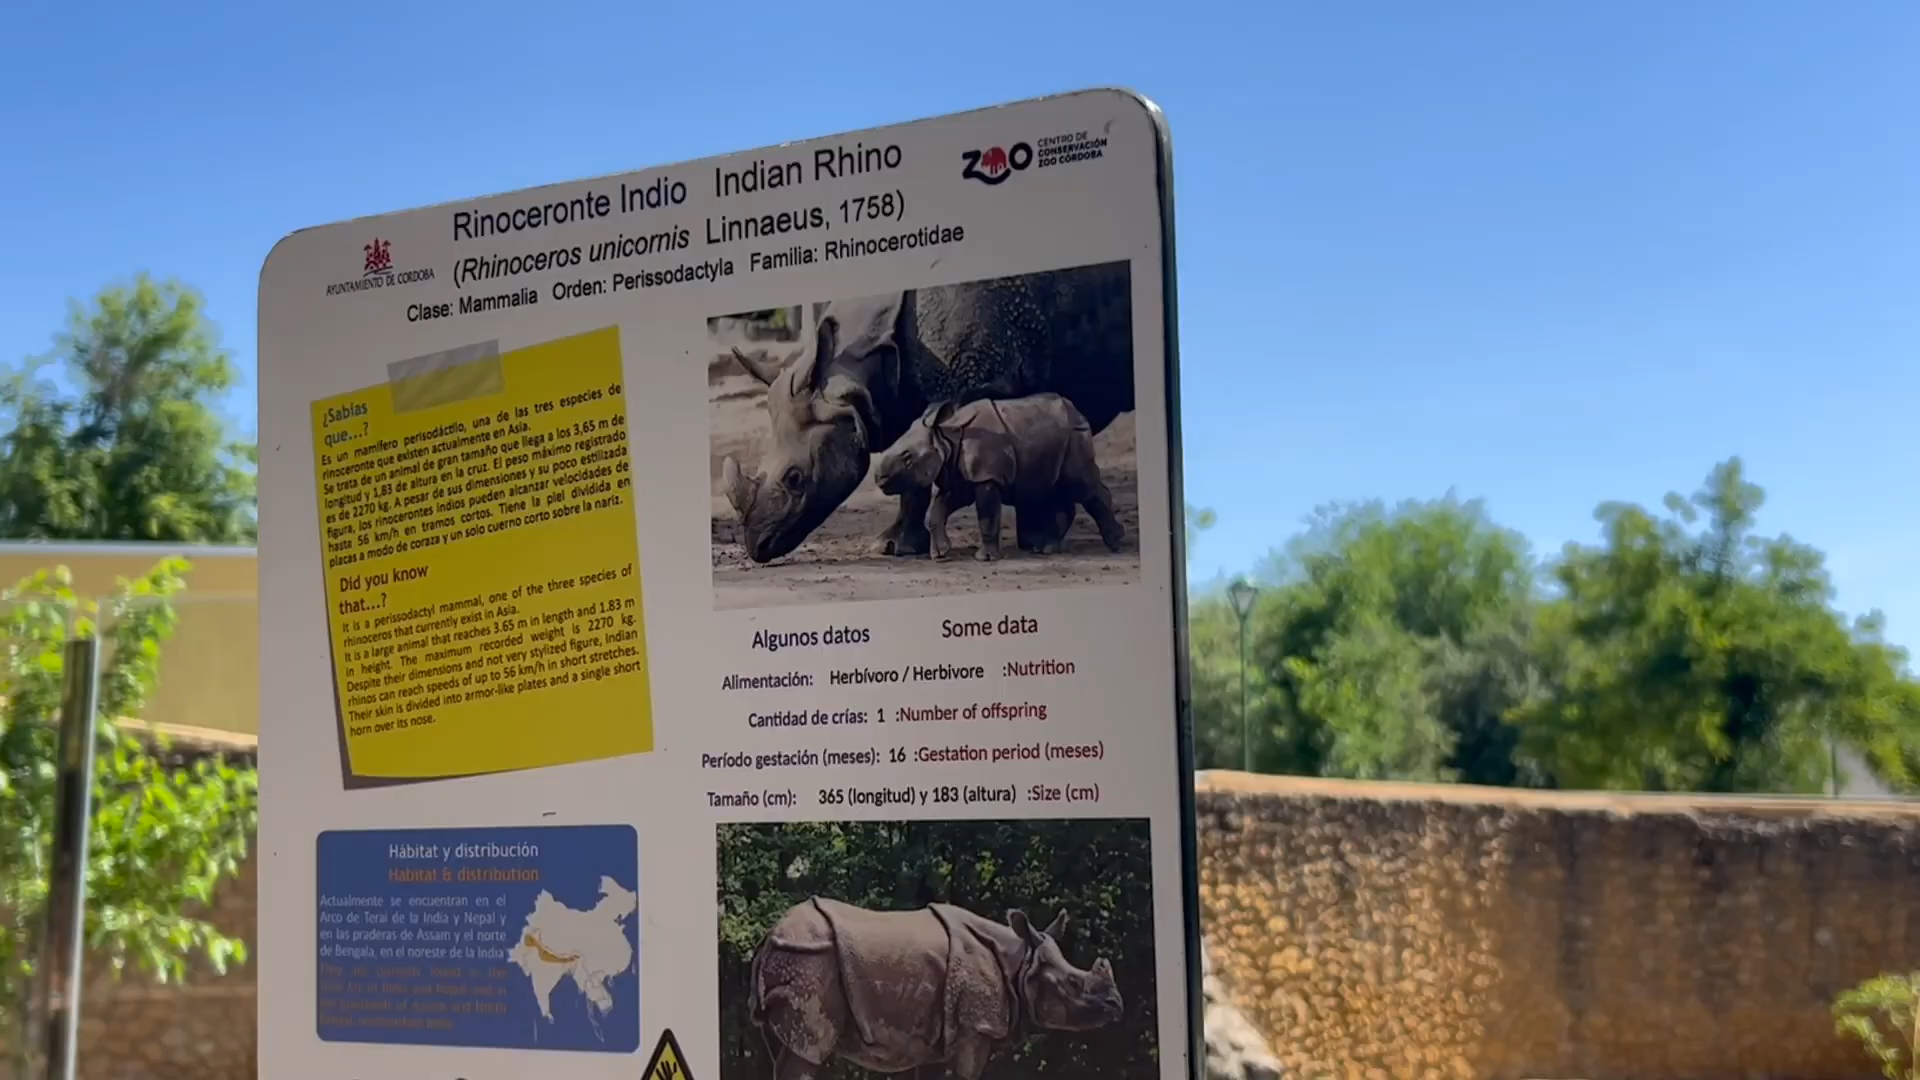 Rinoceronte Indio Indian Rhino
(Rhinoceros unicornis Linnaeus, 1758)
Clase: Mammalia Orden: Perissodactyla Familia: Rhinocerotidae
AYUNTAMIENTO DE CORDOBA
ZOO
CENTRO DE
CONSERVACIÓN
ZOO CÓRDOBA
¿Sabías
que...?
Es un mamífero perisodáctilo, una de las tres especies de
rinoceronte que existen actualmente en Asia.
Se trata de un animal de gran tamaño que llega a los 3,65 m de
longitud y 1,83 de altura en la cruz. El peso máximo registrado
es de 2270 kg. A pesar de sus dimensiones y su poco estilizada
figura, los rinocerontes indios pueden alcanzar velocidades de
hasta 56 km/h en tramos cortos. Tiene la piel dividida en
placas a modo de coraza y un solo cuerno corto sobre la nariz.
Did you know
that...?
It is a perissodactyl mammal, one of the three species of
rhinoceros that currently exist in Asia.
It is a large animal that reaches 3.65 m in length and 1.83 m
in height. The maximum recorded weight is 2270 kg.
Despite their dimensions and not very stylized figure, Indian
rhinos can reach speeds of up to 56 km/h in short stretches.
Their skin is divided into armor-like plates and a single short
horn over its nose.
Algunos datos Some data
Alimentación: Herbívoro / Herbivore :Nutrition
Cantidad de crías: 1 :Number of offspring
Período gestación (meses): 16 :Gestation period (meses)
Tamaño (cm): 365 (longitud) y 183 (altura) :Size (cm)
Hábitat y distribución
Habitat & distribution
Actualmente se encuentran en el
Arco de Terai de la India y Nepal y
en las praderas de Assam y el norte
de Bengala, en el noreste de la India